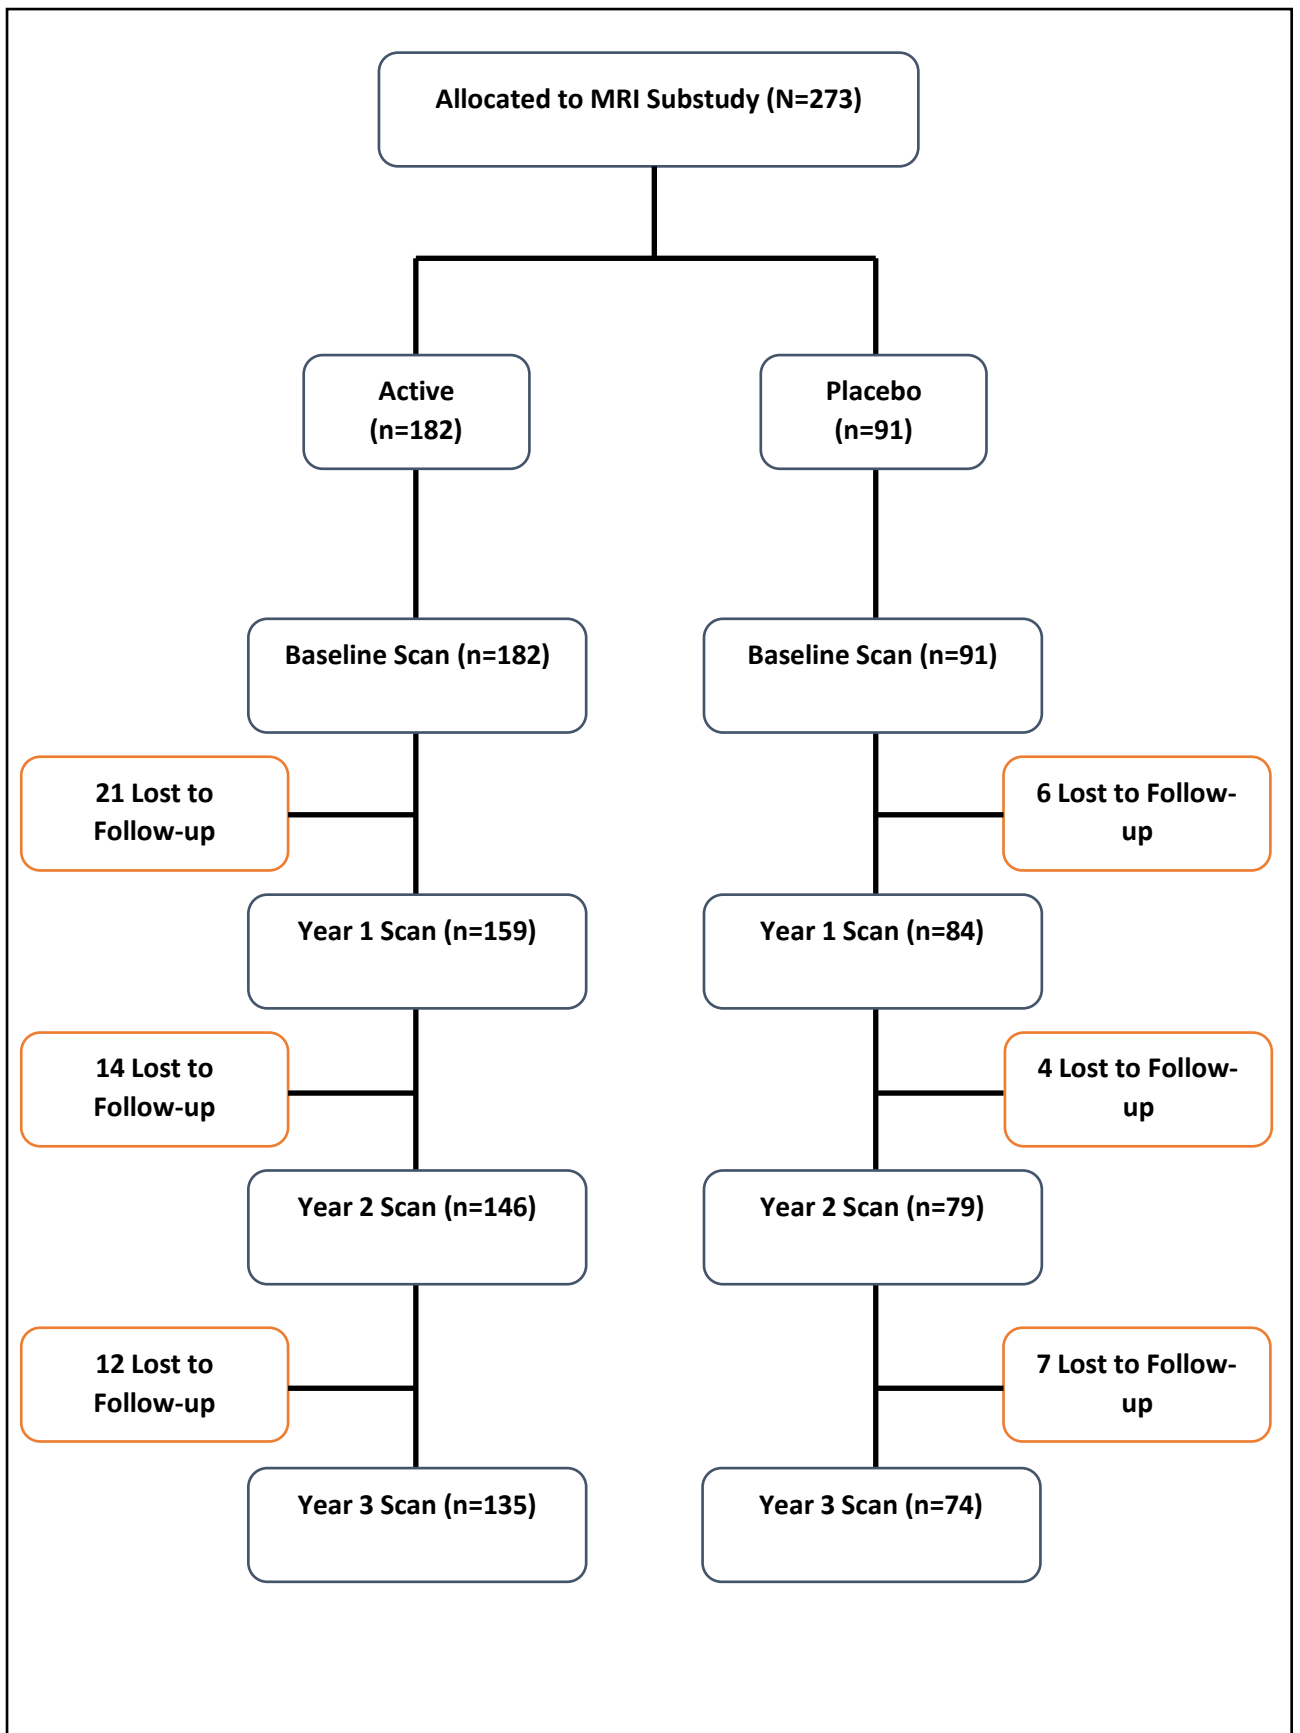 Allocated to MRI Substudy (N=273)
Active
(n=182)
Placebo
(n=91)
Baseline Scan (n=182)
Baseline Scan (n=91)
21 Lost to
Follow-up
6 Lost to Follow-
up
Year 1 Scan (n=159)
Year 1 Scan (n=84)
14 Lost to
Follow-up
4 Lost to Follow-
up
Year 2 Scan (n=146)
Year 2 Scan (n=79)
12 Lost to
Follow-up
7 Lost to Follow-
up
Year 3 Scan (n=135)
Year 3 Scan (n=74)